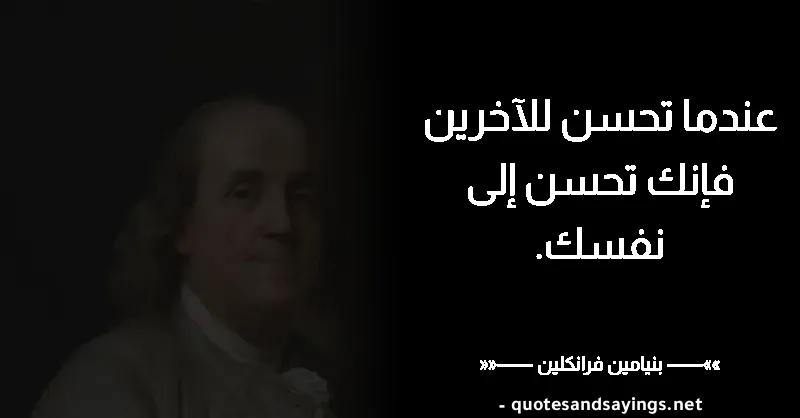 عندما تحسن للآخرين
فإنك تحسن إلى
نفسك.
»»—— بنيامين فرانكلين ——««
- quotesandsayings.net